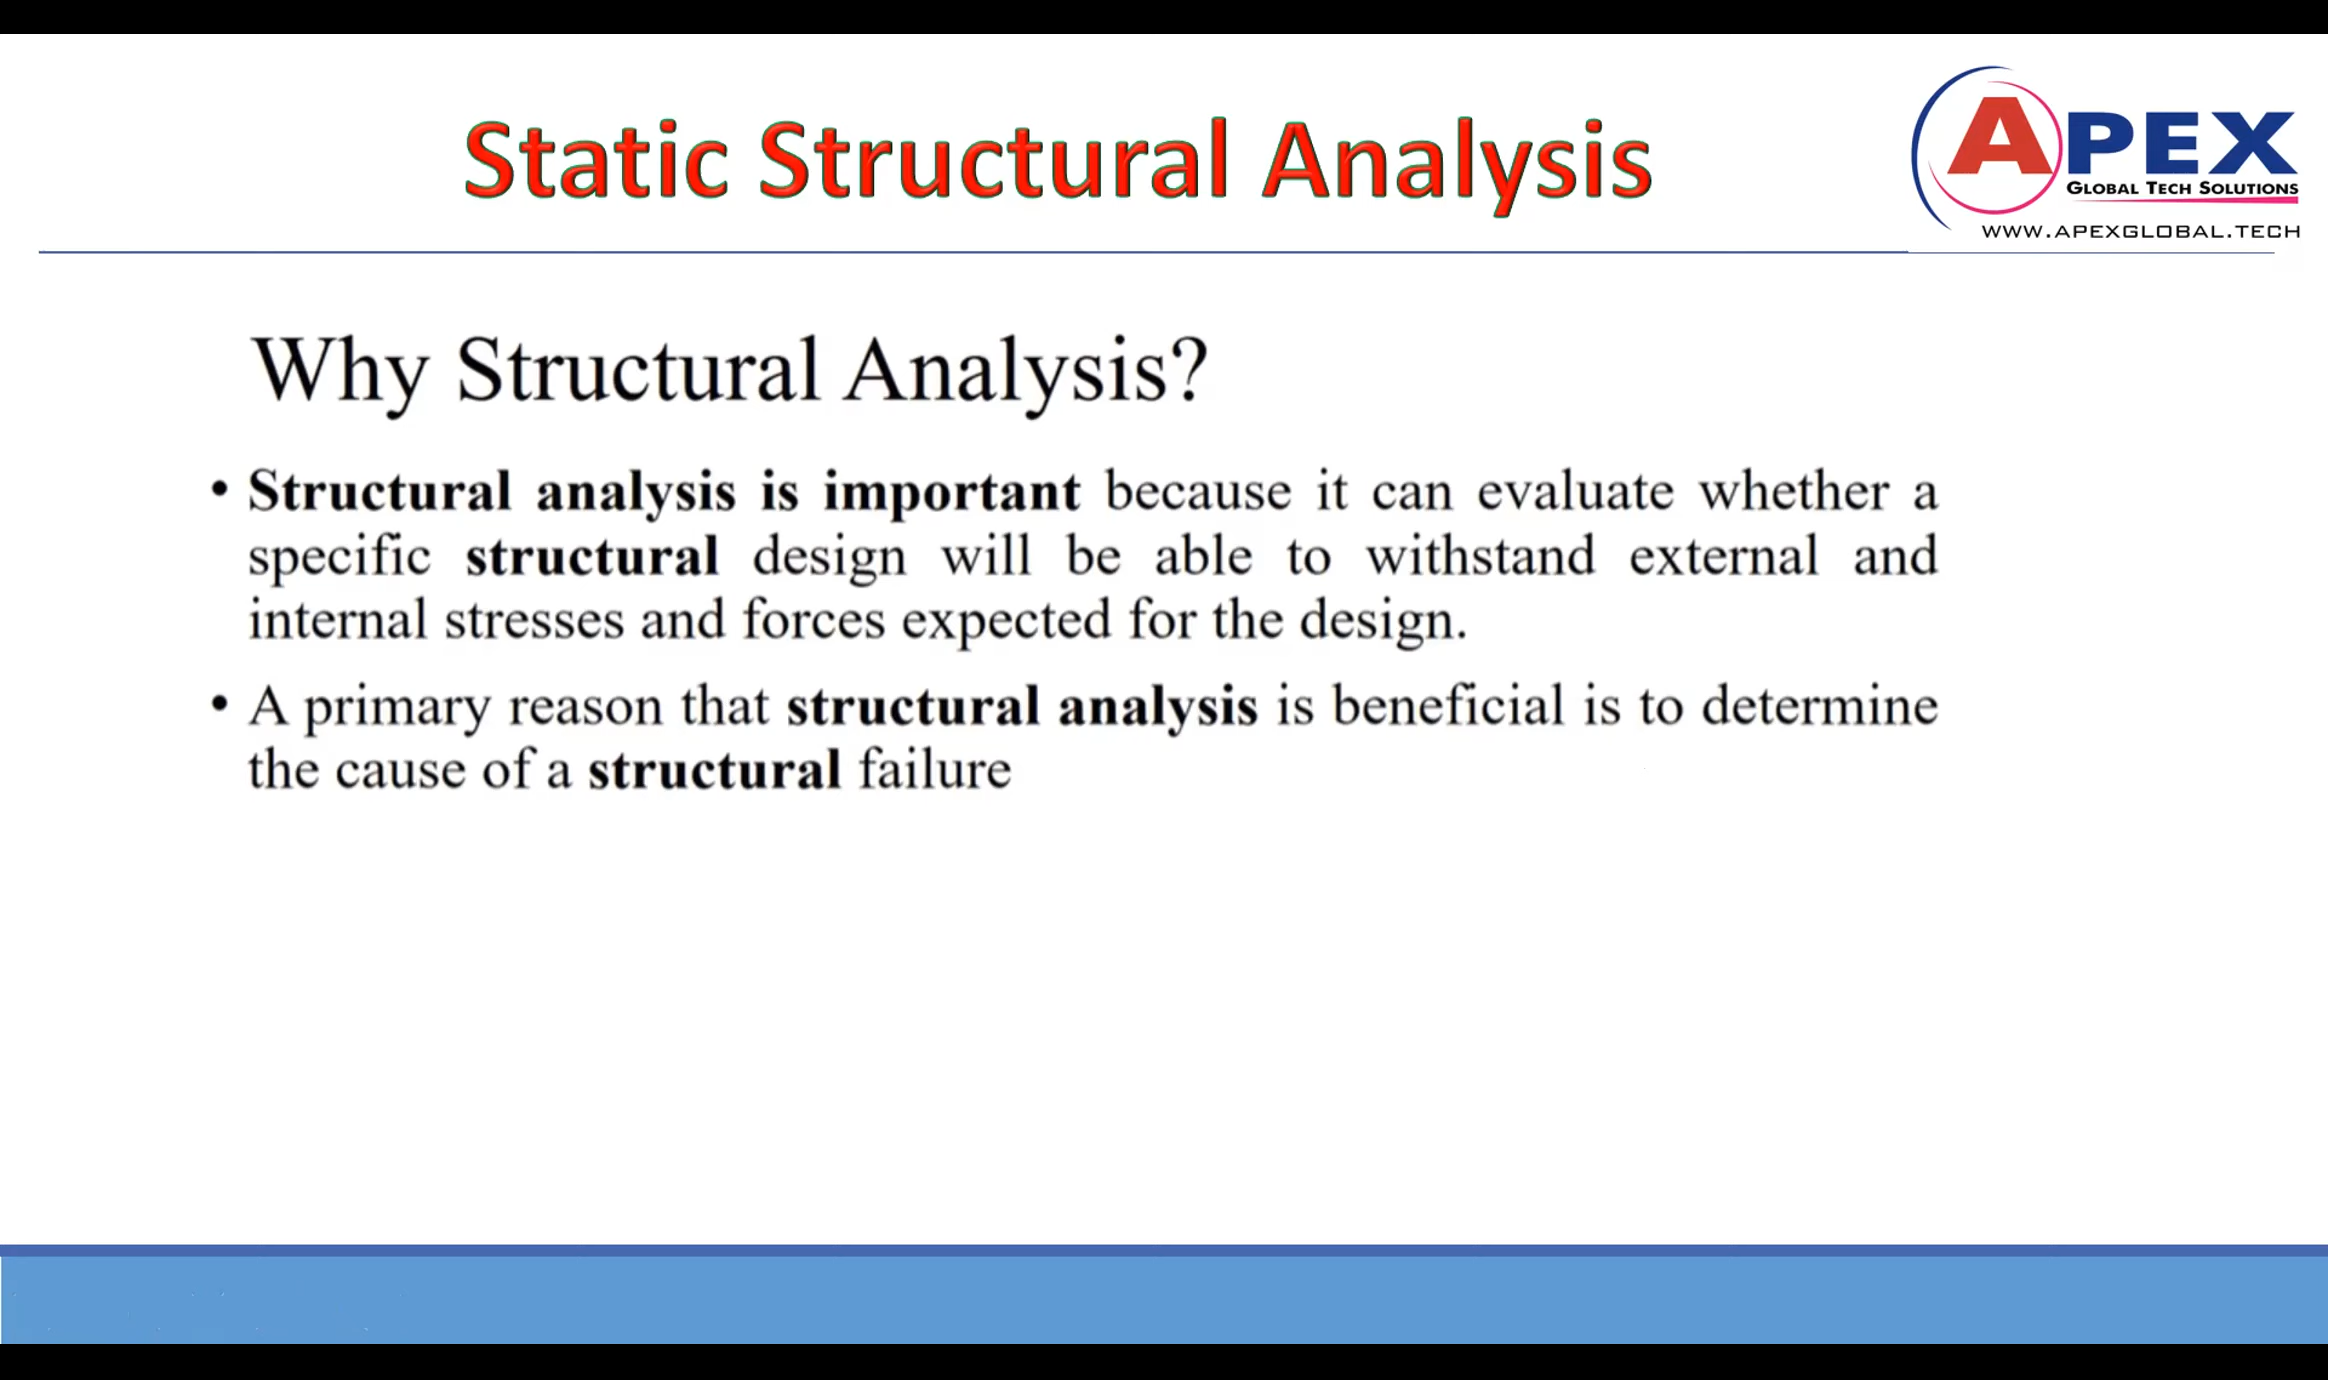 Static Structural Analysis
APEX
GLOBAL TECH SOLUTIONS
WWW.APEXGLOBAL.TECH
Why Structural Analysis?
• Structural analysis is important because it can evaluate whether a
specific structural design will be able to withstand external and
internal stresses and forces expected for the design.
• A primary reason that structural analysis is beneficial is to determine
the cause of a structural failure